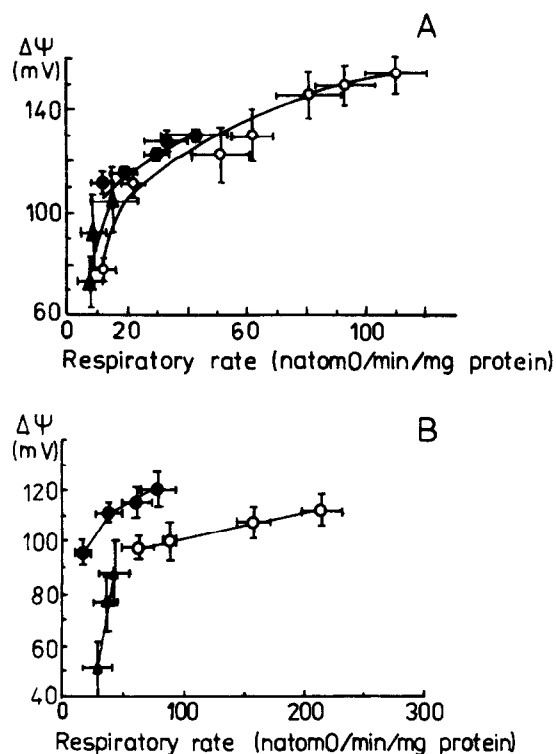 A
ΔΨ
(mV)
140
100
60
0 20 60 100
Respiratory rate (natomO/min/mg protein)
B
ΔΨ
(mV)
120
100
80
60
40
0 100 200 300
Respiratory rate (natomO/min/mg protein)